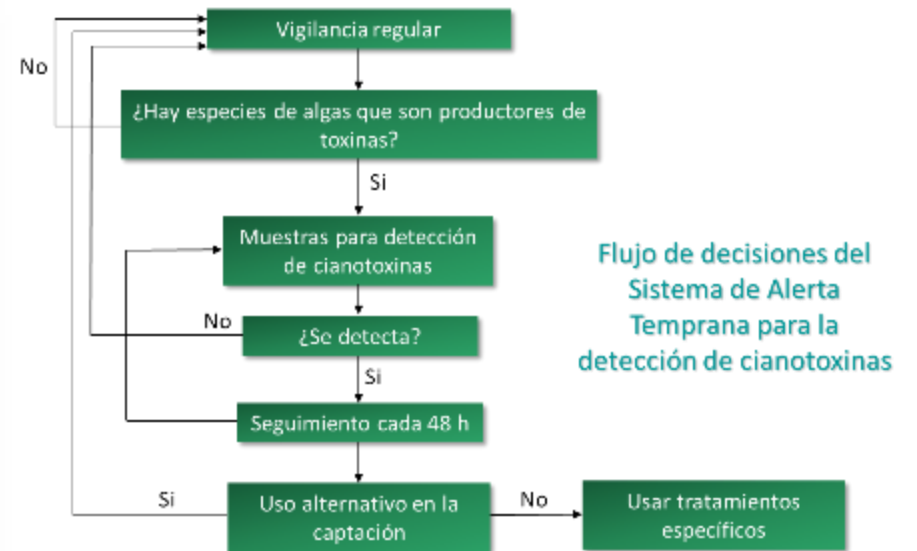 Vigilancia regular
No
¿Hay especies de algas que son productores de
toxinas?
Si
Muestras para detección
de cianotoxinas
No
¿Se detecta?
Si
Seguimiento cada 48 h
Si
Uso alternativo en la
captación
No
Usar tratamientos
específicos
Flujo de decisiones del
Sistema de Alerta
Temprana para la
detección de cianotoxinas